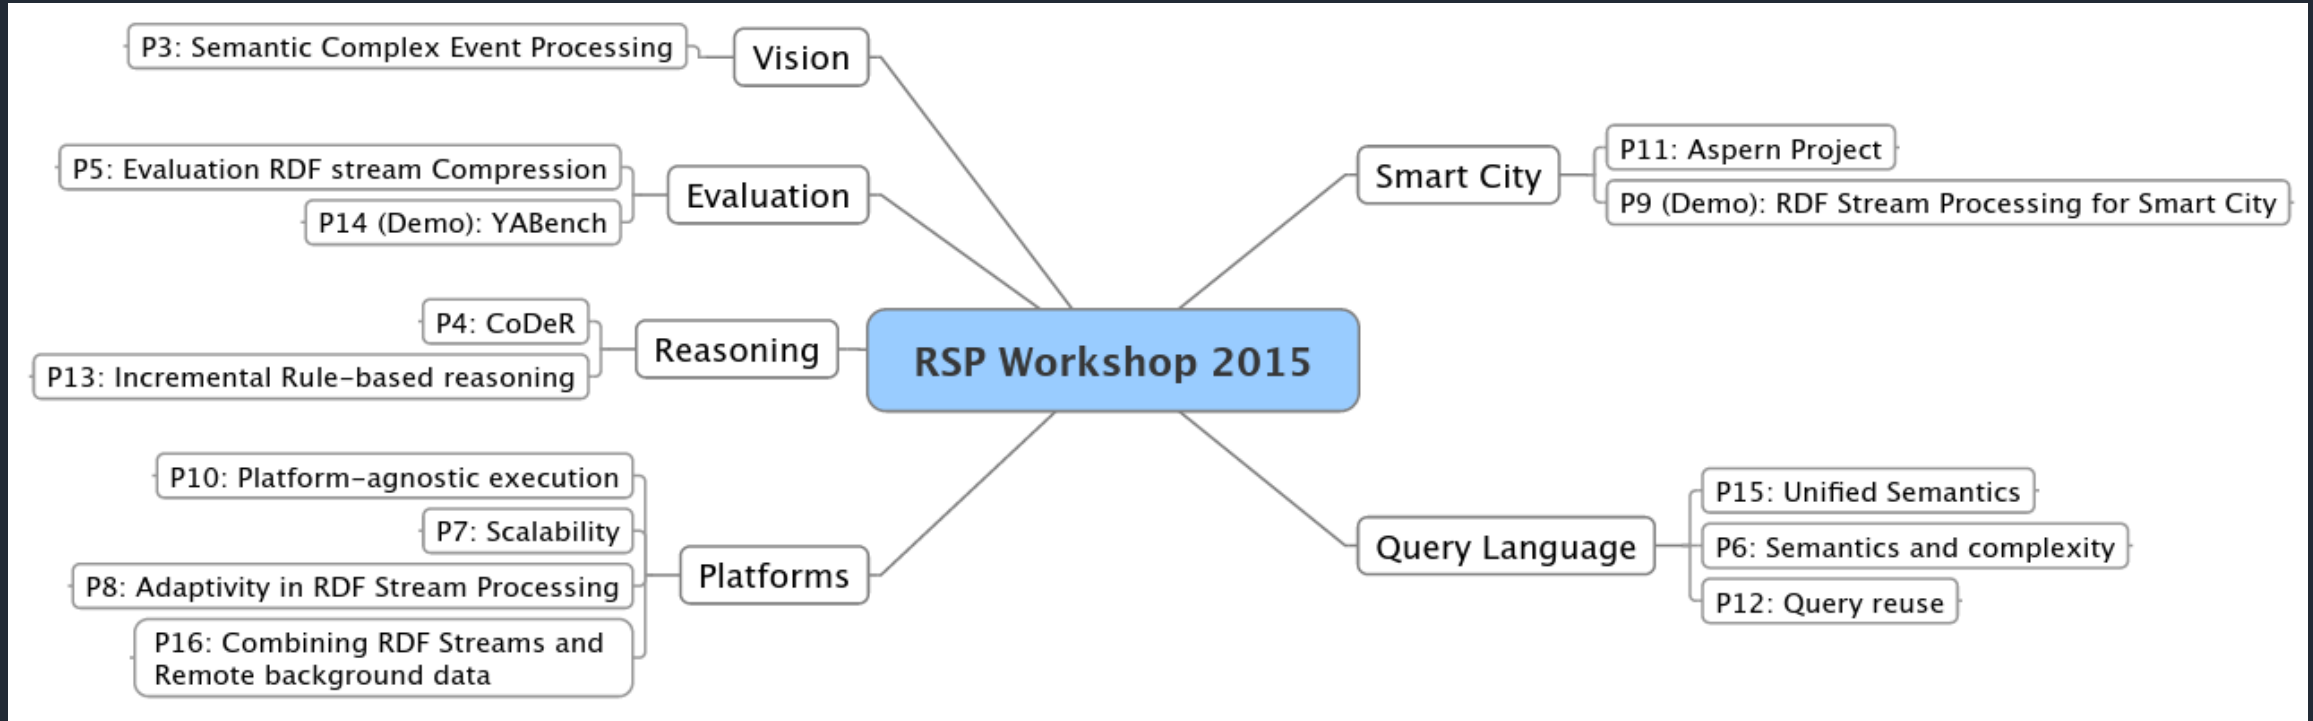 P3: Semantic Complex Event Processing
Vision
P5: Evaluation RDF stream Compression
P14 (Demo): YABench
Evaluation
P4: CoDeR
P13: Incremental Rule-based reasoning
Reasoning
P10: Platform-agnostic execution
P7: Scalability
P8: Adaptivity in RDF Stream Processing
P16: Combining RDF Streams and
Remote background data
Platforms
RSP Workshop 2015
Smart City
P11: Aspern Project
P9 (Demo): RDF Stream Processing for Smart City
Query Language
P15: Unified Semantics
P6: Semantics and complexity
P12: Query reuse